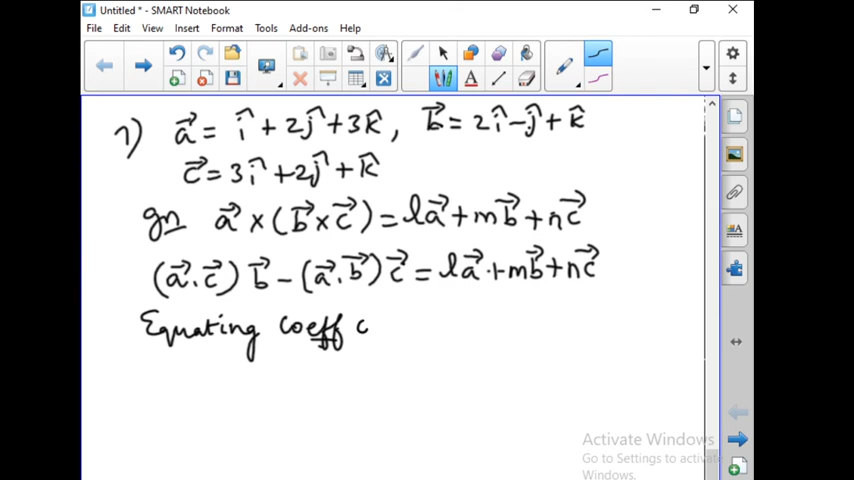 Untitled * - SMART Notebook
File Edit View Insert Format Tools Add-ons Help
7) a⃗ = î + 2ĵ + 3k̂ , b⃗ = 2î - ĵ + k̂
c⃗ = 3î + 2ĵ + k̂
gn a⃗ × (b⃗ × c⃗) = la⃗ + mb⃗ + nc⃗
(a⃗ . c⃗) b⃗ - (a⃗ . b⃗) c⃗ = la⃗ + mb⃗ + nc⃗
Equating coeff c
Activate Windows
Go to Settings to activate
Windows.